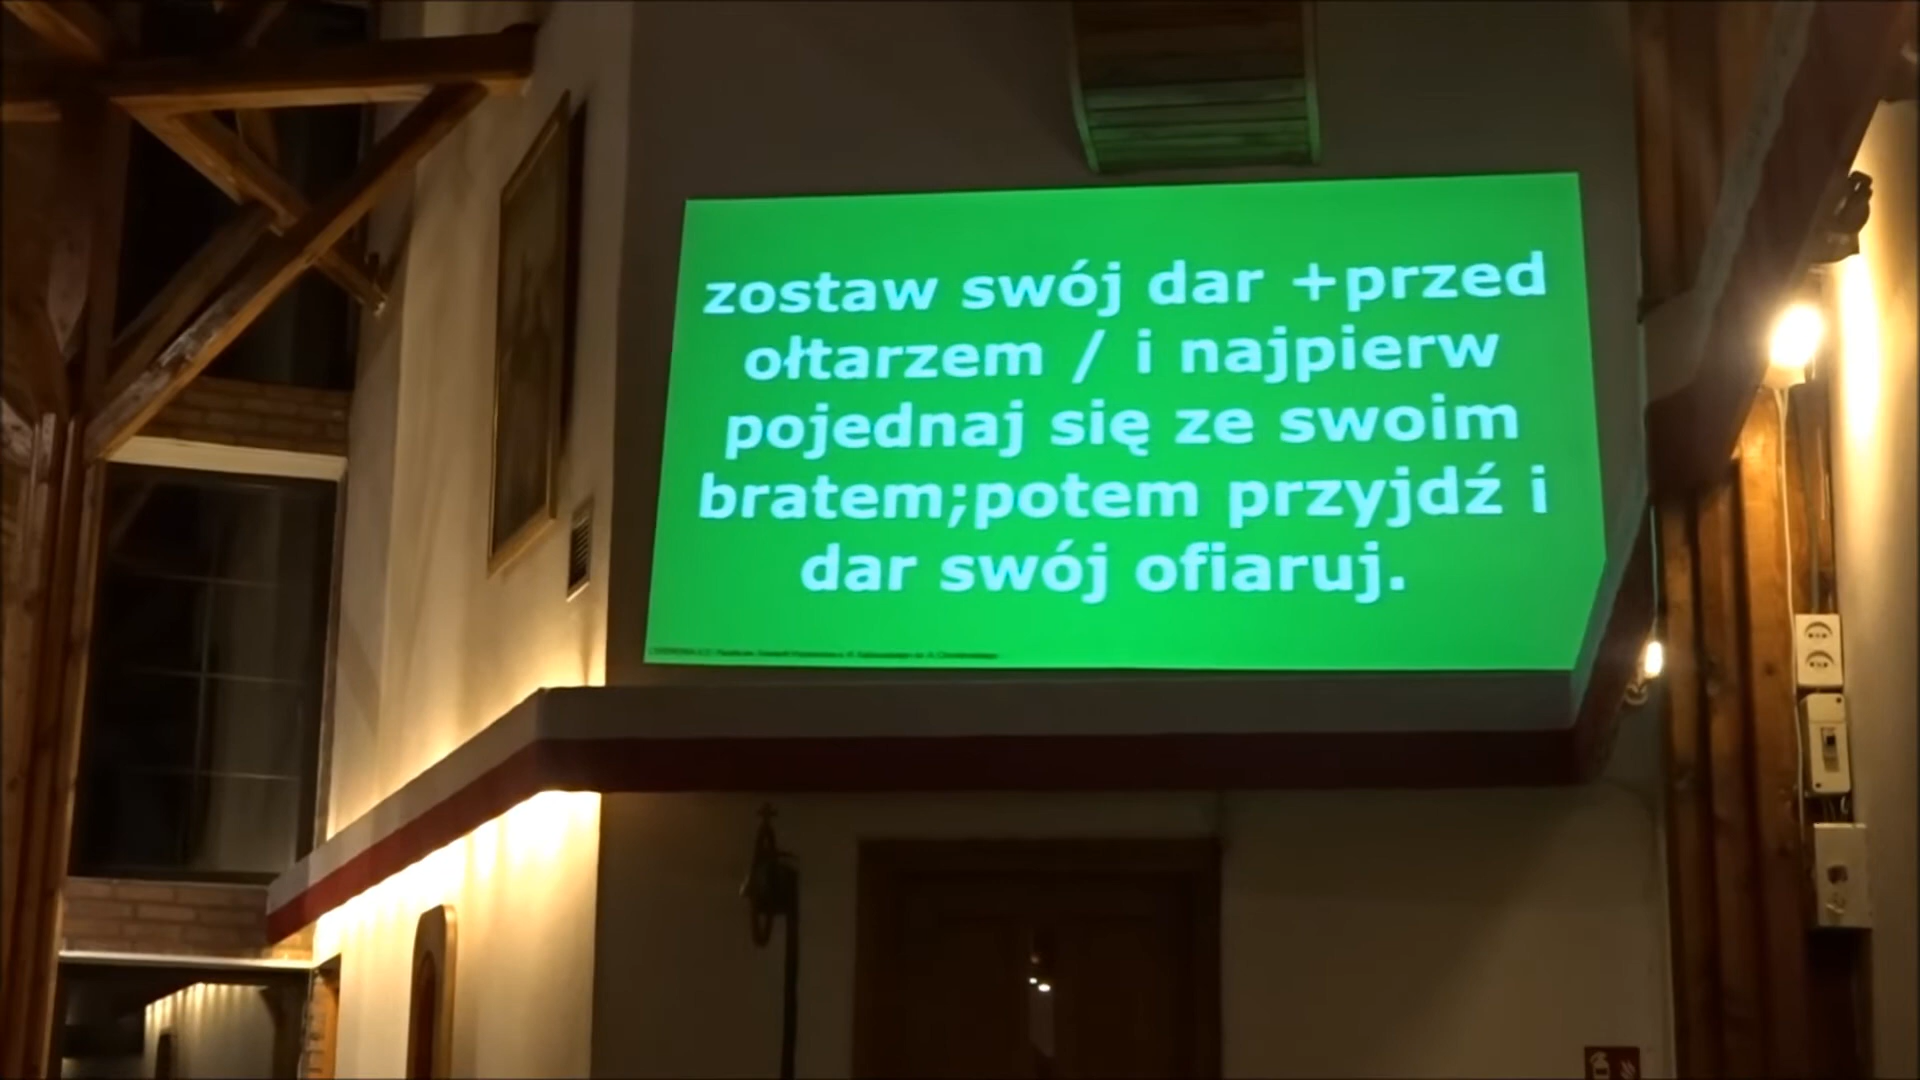 zostaw swój dar +przed
ołtarzem / i najpierw
pojednaj się ze swoim
bratem;potem przyjdź i
dar swój ofiaruj.